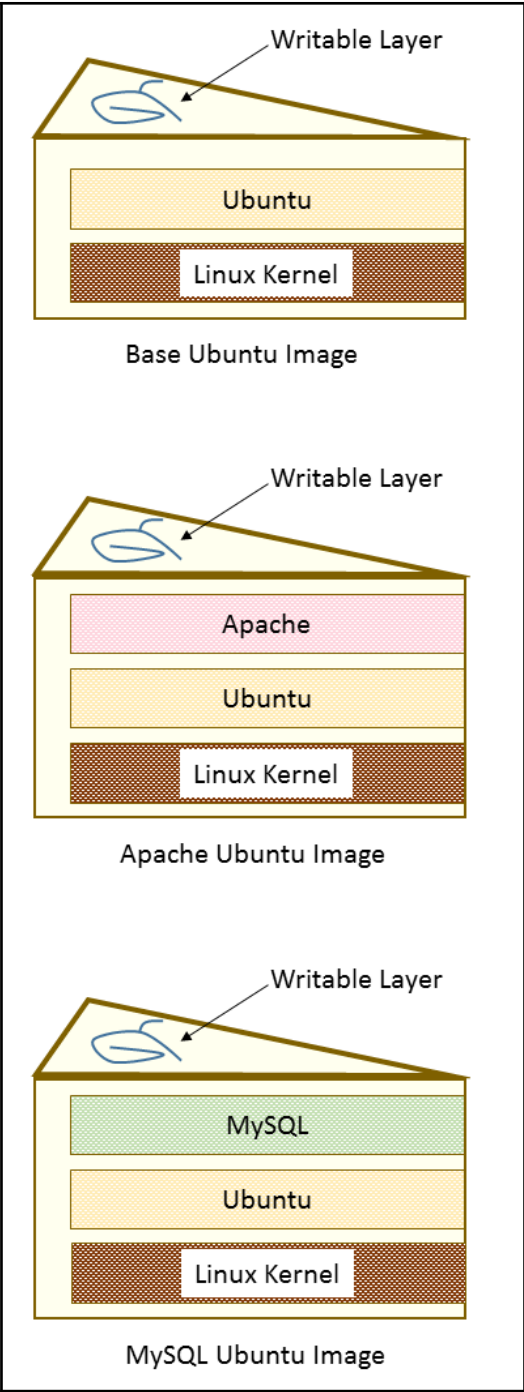 Writable Layer
Ubuntu
Linux Kernel
Base Ubuntu Image
Writable Layer
Apache
Ubuntu
Linux Kernel
Apache Ubuntu Image
Writable Layer
MySQL
Ubuntu
Linux Kernel
MySQL Ubuntu Image